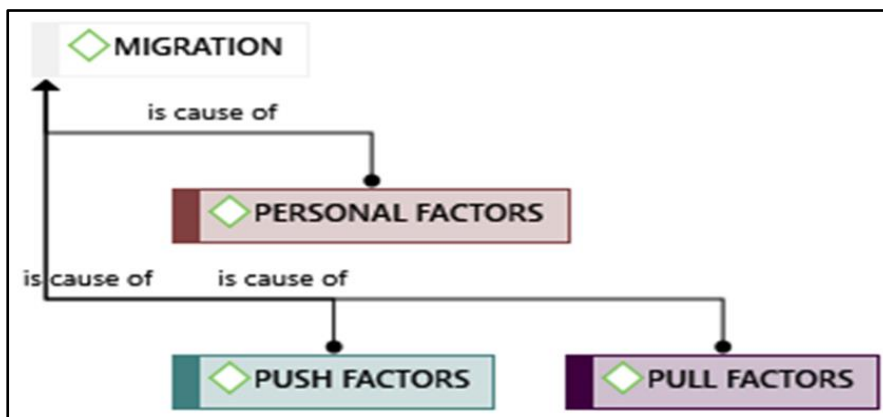 MIGRATION
is cause of
PERSONAL FACTORS
is cause of is cause of
PUSH FACTORS PULL FACTORS